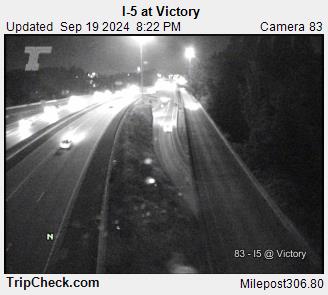 I-5 at Victory
Updated Sep 19 2024 8:22 PM Camera 83
T
N
83 - I5 @ Victory
TripCheck.com Milepost306.80